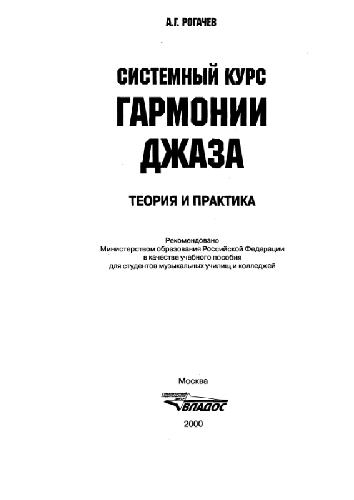 А.Г. РОГАЧЕВ
СИСТЕМНЫЙ КУРС
ГАРМОНИИ
ДЖАЗА
ТЕОРИЯ И ПРАКТИКА
Рекомендовано
Министерством образования Российской Федерации
в качестве учебного пособия
для студентов музыкальных училищ и колледжей
Москва
ВЛАДОС
2000